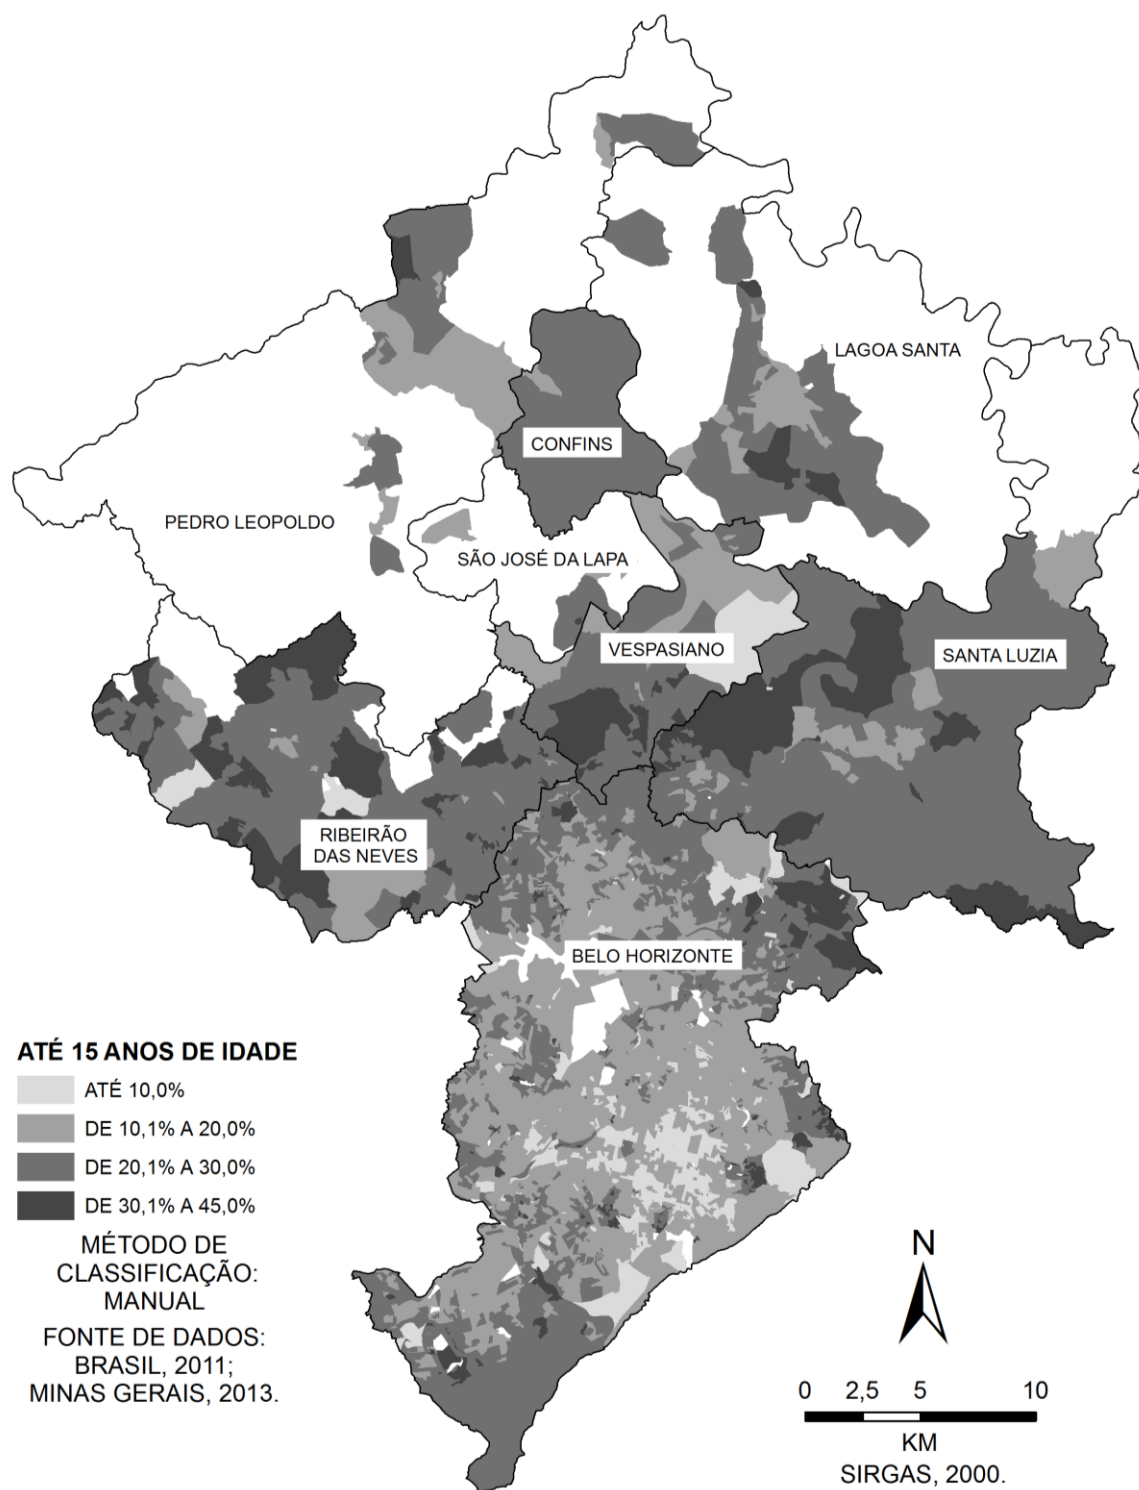 LAGOA SANTA
CONFINS
PEDRO LEOPOLDO
SÃO JOSÉ DA LAPA
VESPASIANO
SANTA LUZIA
RIBEIRÃO
DAS NEVES
BELO HORIZONTE
ATÉ 15 ANOS DE IDADE
ATÉ 10,0%
DE 10,1% A 20,0%
DE 20,1% A 30,0%
DE 30,1% A 45,0%
MÉTODO DE
CLASSIFICAÇÃO:
MANUAL
FONTE DE DADOS:
BRASIL, 2011;
MINAS GERAIS, 2013.
N
0 2,5 5 10
KM
SIRGAS, 2000.